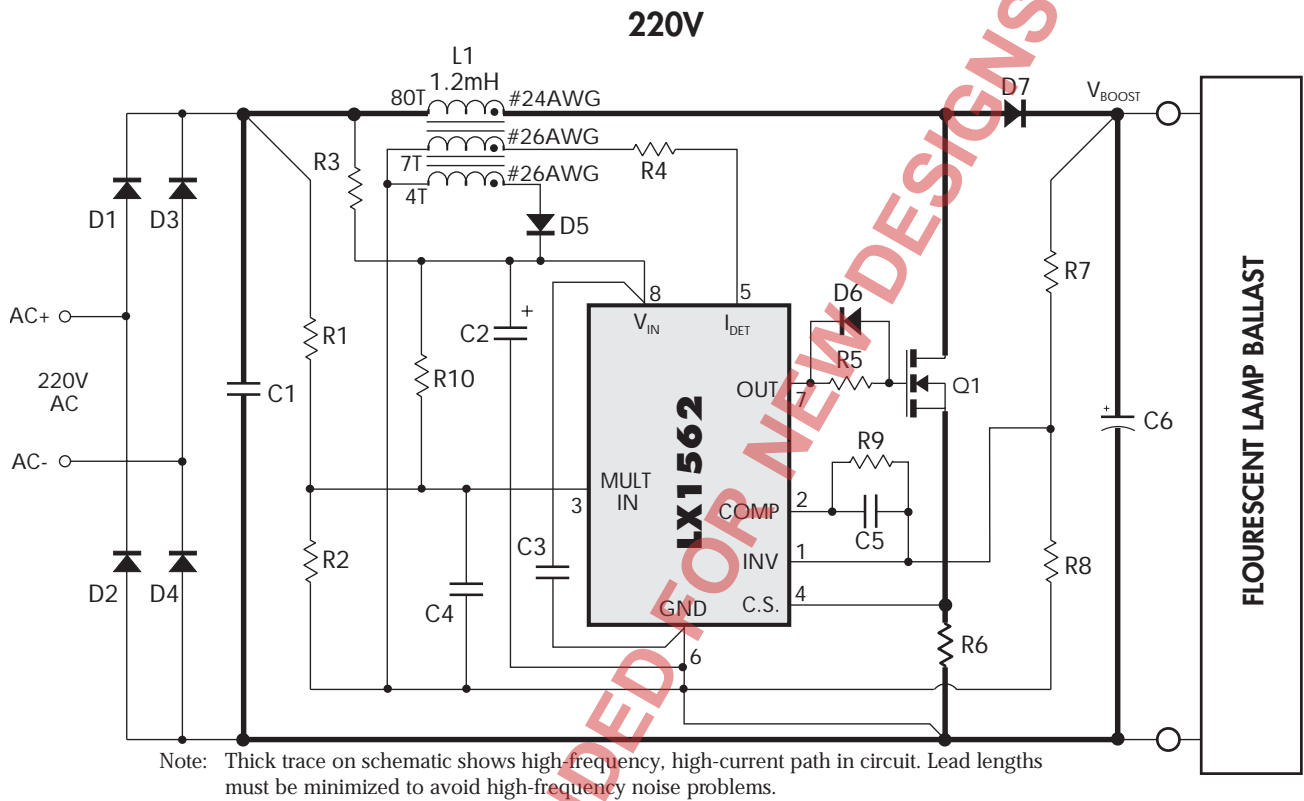 220V
L1
1.2mH
80T
#24AWG
#26AWG
7T
#26AWG
4T
R3
R4
D5
D7
VBOOST
D1
D3
AC+
220V
AC
AC-
D2
D4
C1
R1
R2
R10
C2
+
C3
C4
8
VIN
5
IDET
D6
R5
OUT
7
Q1
LX1562
MULT
IN
3
R9
COMP
2
C5
INV
1
C.S.
4
GND
6
R6
R7
R8
+
C6
FLOURESCENT LAMP BALLAST
NDED FOR NEW DESIGNS
Note: Thick trace on schematic shows high-frequency, high-current path in circuit. Lead lengths
must be minimized to avoid high-frequency noise problems.